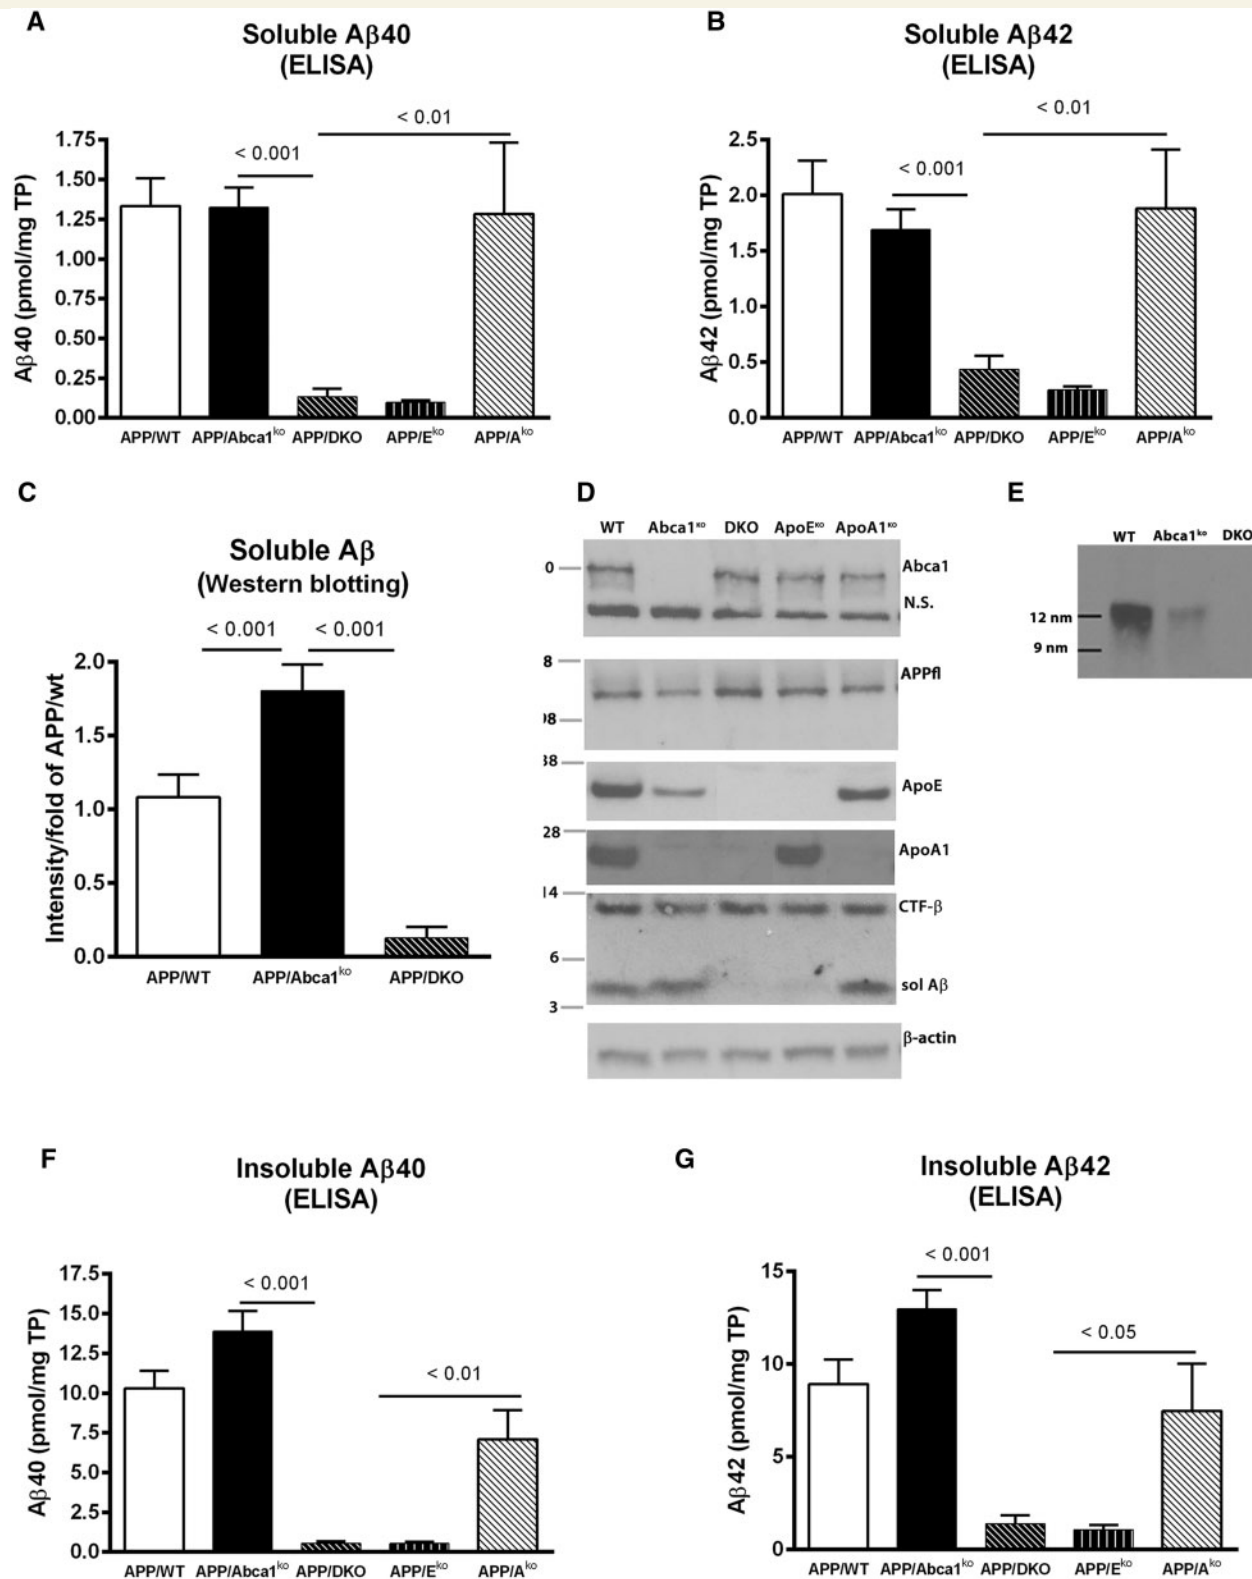 A
Soluble Aβ40
(ELISA)
< 0.01
< 0.001
Aβ40 (pmol/mg TP)
1.75
1.50
1.25
1.00
0.75
0.50
0.25
0.00
APP/WT APP/Abca1ko APP/DKO APP/Eko APP/Ako
B
Soluble Aβ42
(ELISA)
< 0.01
< 0.001
Aβ42 (pmol/mg TP)
2.5
2.0
1.5
1.0
0.5
0.0
APP/WT APP/Abca1ko APP/DKO APP/Eko APP/Ako
C
Soluble Aβ
(Western blotting)
< 0.001 < 0.001
Intensity/fold of APP/wt
2.0
1.5
1.0
0.5
0.0
APP/WT APP/Abca1ko APP/DKO
D
WT Abca1ko DKO ApoEKO ApoA1KO
0
Abca1
N.S.
8
APPfl
98
38
ApoE
28
ApoA1
14
CTF-β
6
sol Aβ
3
β-actin
E
WT Abca1ko DKO
12 nm
9 nm
F
Insoluble Aβ40
(ELISA)
< 0.001
< 0.01
Aβ40 (pmol/mg TP)
17.5
15.0
12.5
10.0
7.5
5.0
2.5
0.0
APP/WT APP/Abca1ko APP/DKO APP/Eko APP/Ako
G
Insoluble Aβ42
(ELISA)
< 0.001
< 0.05
Aβ42 (pmol/mg TP)
15
10
5
0
APP/WT APP/Abca1ko APP/DKO APP/Eko APP/Ako